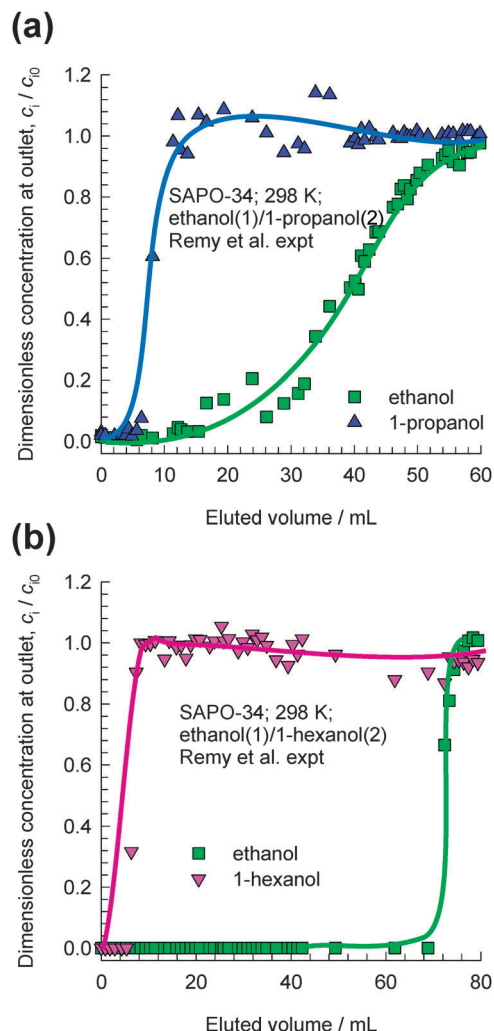 (a)
Dimensionless concentration at outlet, ci / ci0
1.2
1.0
0.8
0.6
0.4
0.2
0.0
SAPO-34; 298 K;
ethanol(1)/1-propanol(2)
Remy et al. expt
ethanol
1-propanol
0
10
20
30
40
50
60
Eluted volume / mL
(b)
Dimensionless concentration at outlet, ci / ci0
1.2
1.0
0.8
0.6
0.4
0.2
0.0
SAPO-34; 298 K;
ethanol(1)/1-hexanol(2)
Remy et al. expt
ethanol
1-hexanol
0
20
40
60
80
Eluted volume / mL